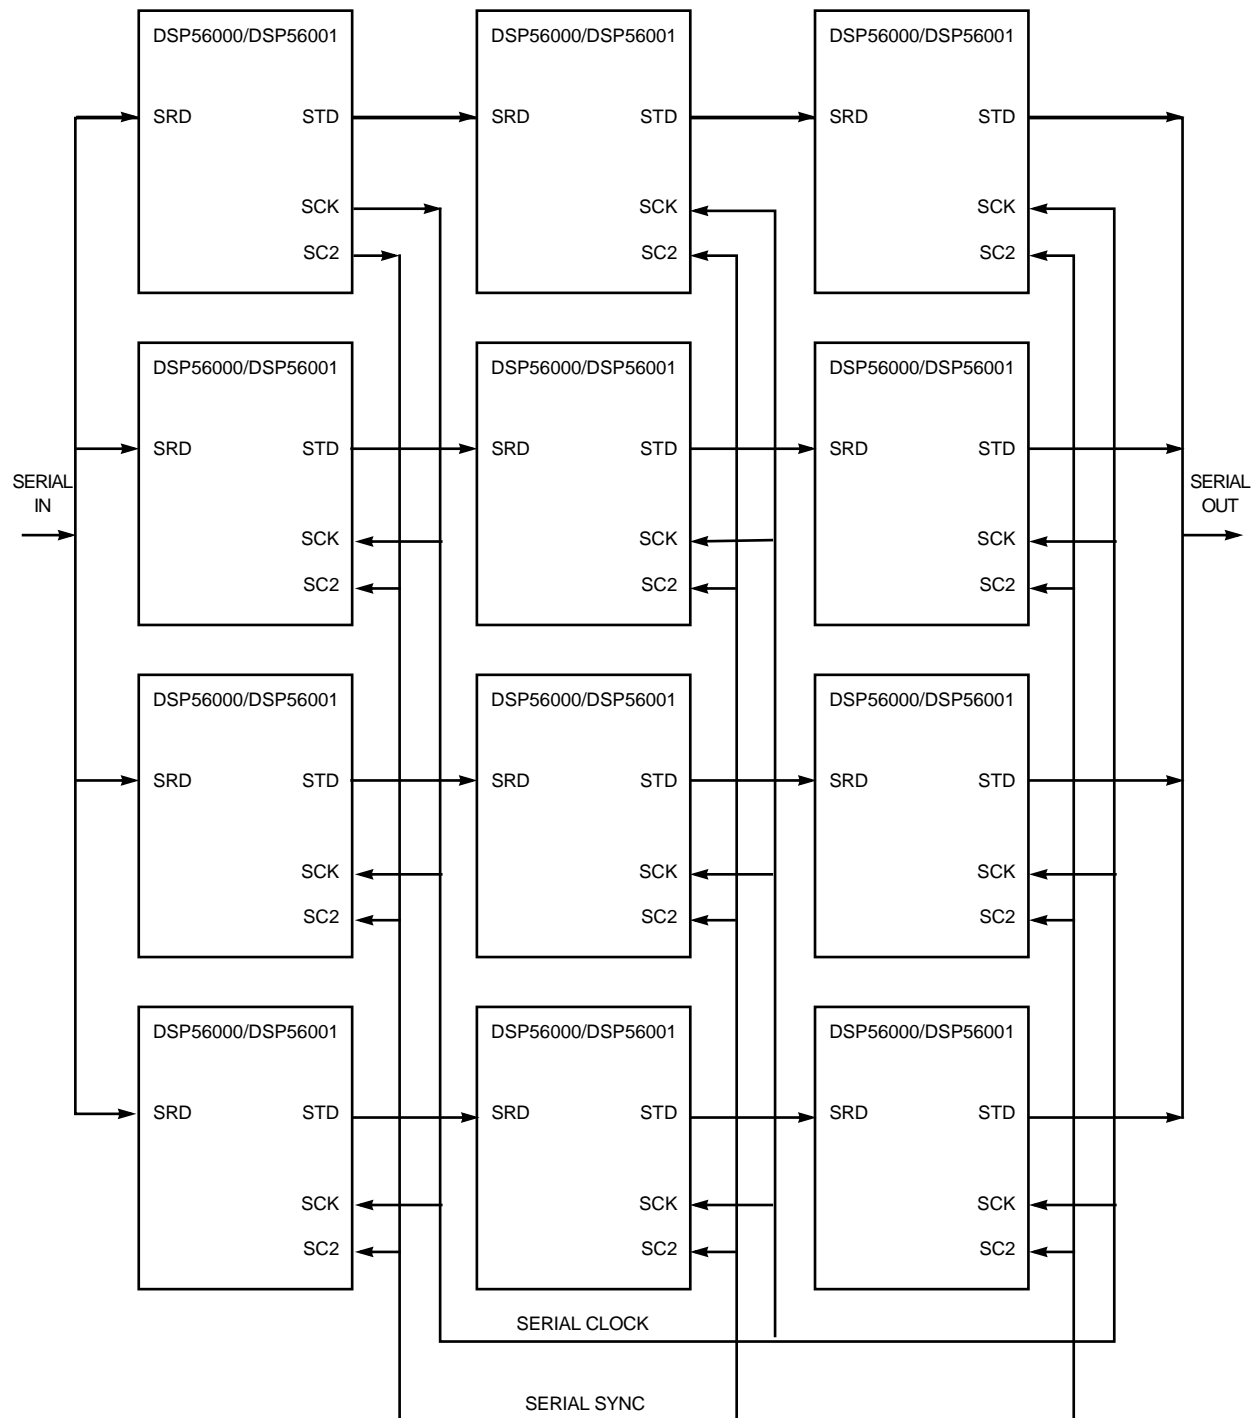 DSP56000/DSP56001 DSP56000/DSP56001 DSP56000/DSP56001
SRD STD SRD STD SRD STD
SCK SCK SCK
SC2 SC2 SC2
DSP56000/DSP56001 DSP56000/DSP56001 DSP56000/DSP56001
SRD STD SRD STD SRD STD
SERIAL
IN
SERIAL
OUT
SCK SCK SCK
SC2 SC2 SC2
DSP56000/DSP56001 DSP56000/DSP56001 DSP56000/DSP56001
SRD STD SRD STD SRD STD
SCK SCK SCK
SC2 SC2 SC2
DSP56000/DSP56001 DSP56000/DSP56001 DSP56000/DSP56001
SRD STD SRD STD SRD STD
SCK SCK SCK
SC2 SC2 SC2
SERIAL CLOCK
SERIAL SYNC